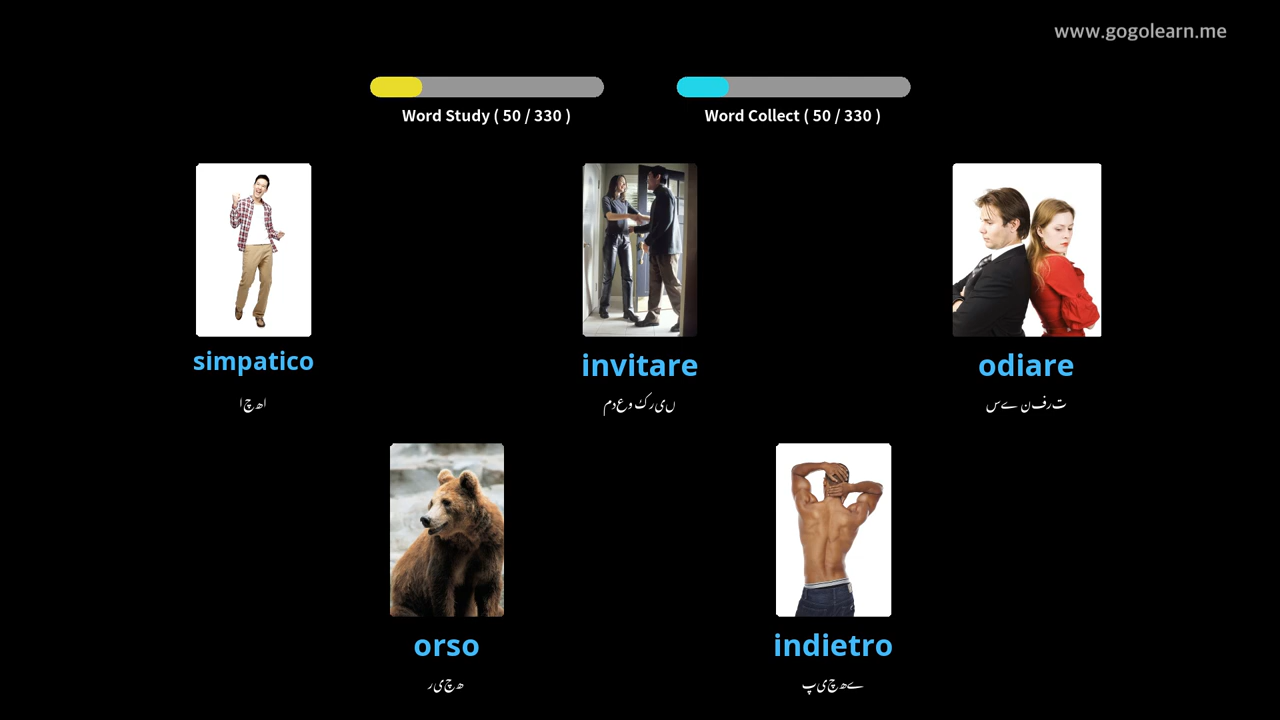 www.gogolearn.me
Word Study ( 50 / 330 )
Word Collect ( 50 / 330 )
simpatico
اچھا
invitare
مدعو کریں
odiare
سے نفرت
orso
ریچھ
indietro
پیچھے